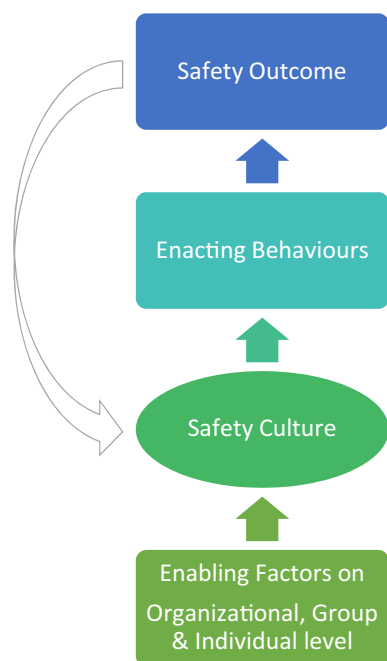 Safety Outcome
Enacting Behaviours
Safety Culture
Enabling Factors on
Organizational, Group
& Individual level